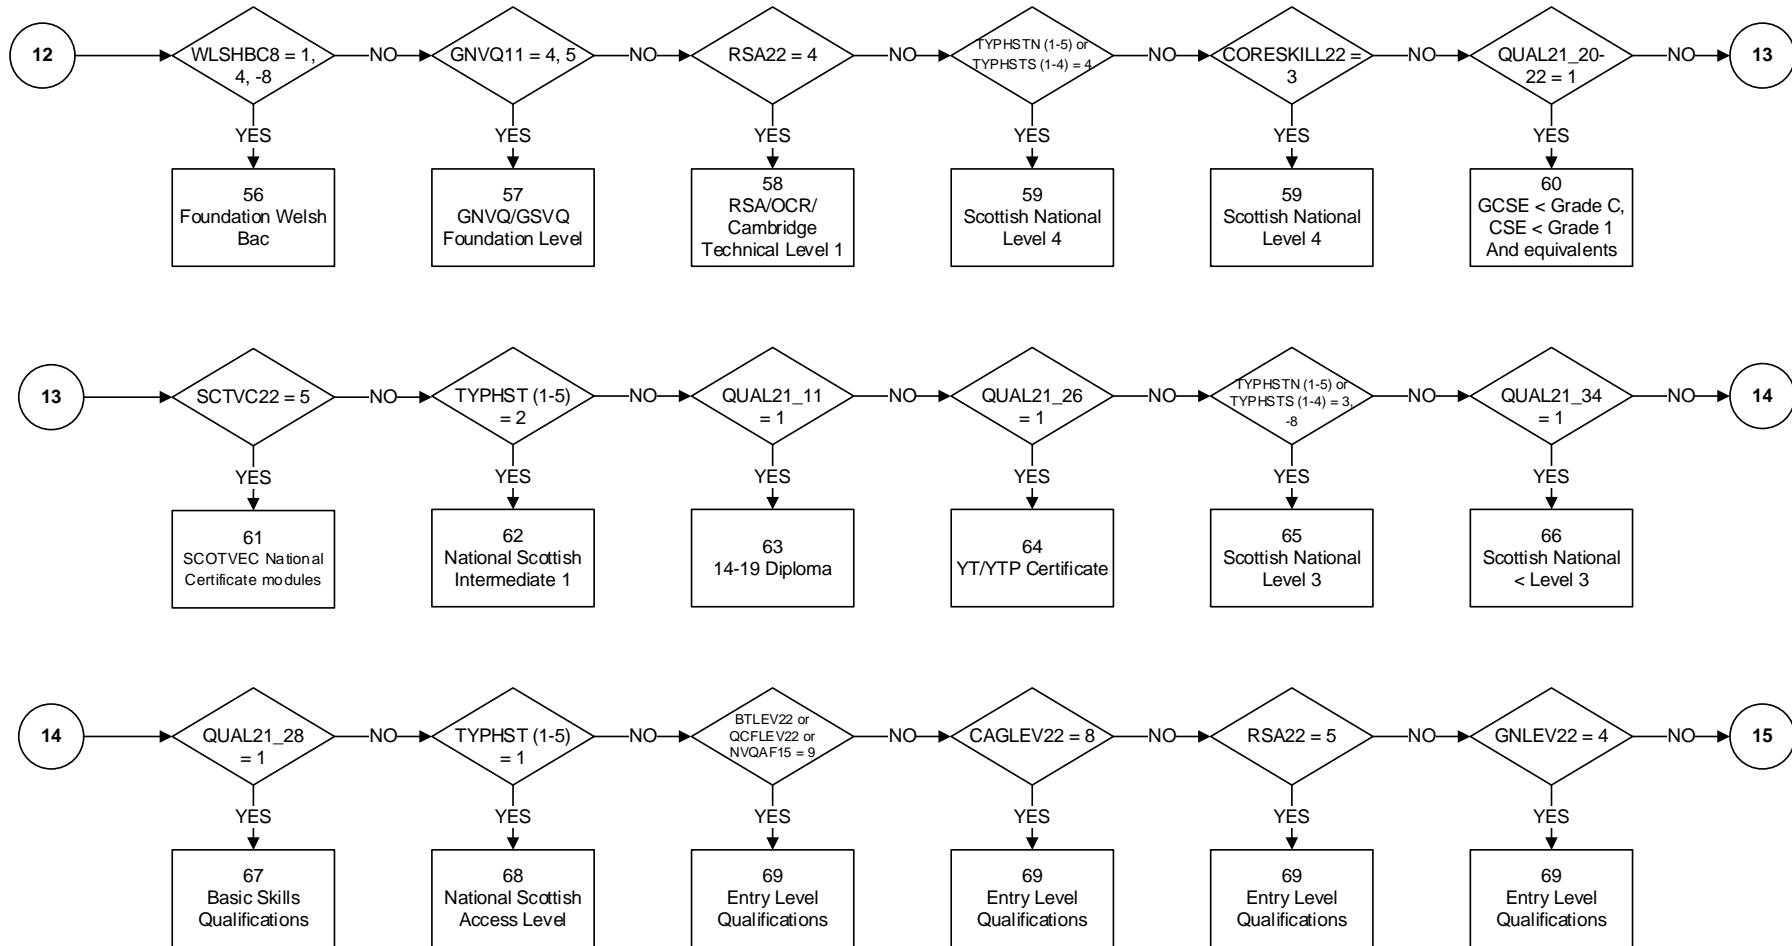 12
WLSHBC8 = 1,
4, -8
NO
GNVQ11 = 4, 5
NO
RSA22 = 4
NO
TYPHSTN (1-5) or
TYPHSTS (1-4) = 4
NO
CORESKILL22 =
3
NO
QUAL21_20-
22 = 1
NO
13
YES
YES
YES
YES
YES
YES
56
Foundation Welsh
Bac
57
GNVQ/GSVQ
Foundation Level
58
RSA/OCR/
Cambridge
Technical Level 1
59
Scottish National
Level 4
59
Scottish National
Level 4
60
GCSE < Grade C,
CSE < Grade 1
And equivalents
13
SCTVC22 = 5
NO
TYPHST (1-5)
= 2
NO
QUAL21_11
= 1
NO
QUAL21_26
= 1
NO
TYPHSTN (1-5) or
TYPHSTS (1-4) = 3,
-8
NO
QUAL21_34
= 1
NO
14
YES
YES
YES
YES
YES
YES
61
SCOTVEC National
Certificate modules
62
National Scottish
Intermediate 1
63
14-19 Diploma
64
YT/YTP Certificate
65
Scottish National
Level 3
66
Scottish National
< Level 3
14
QUAL21_28
= 1
NO
TYPHST (1-5)
= 1
NO
BTLEV22 or
QCFLEV22 or
NVQAF15 = 9
NO
CAGLEV22 = 8
NO
RSA22 = 5
NO
GNLEV22 = 4
NO
15
YES
YES
YES
YES
YES
YES
67
Basic Skills
Qualifications
68
National Scottish
Access Level
69
Entry Level
Qualifications
69
Entry Level
Qualifications
69
Entry Level
Qualifications
69
Entry Level
Qualifications